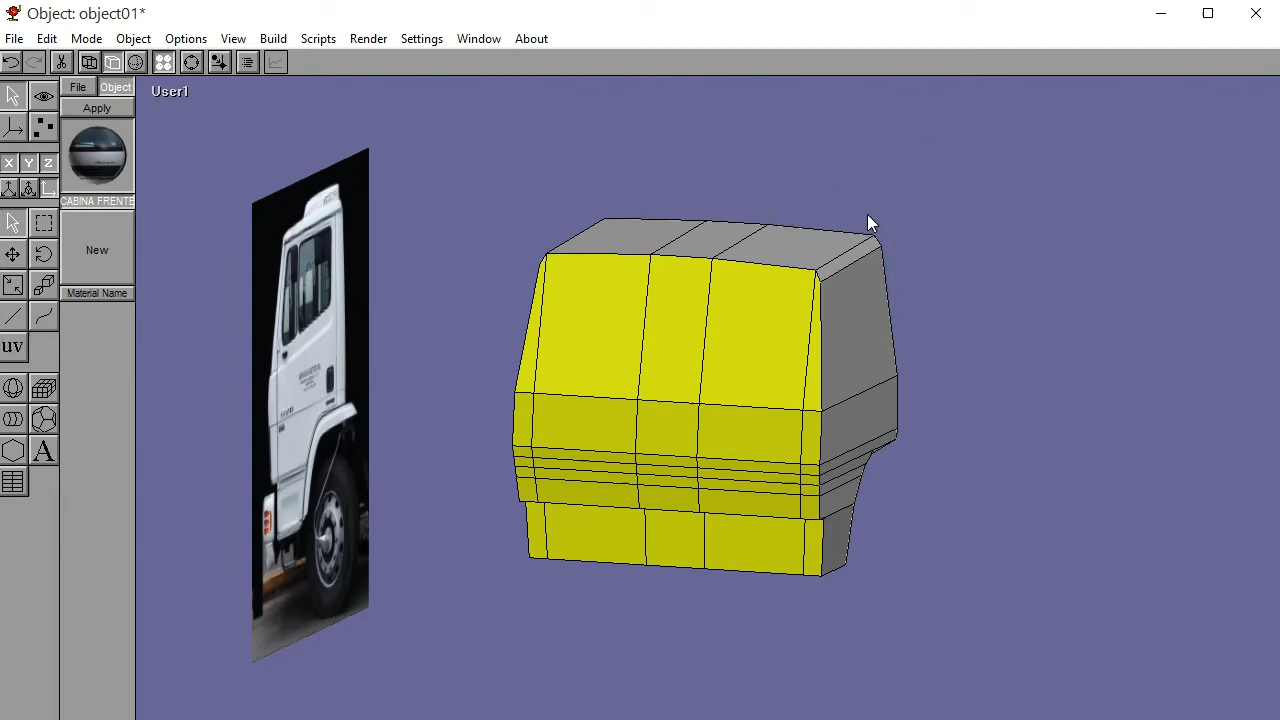 Object: object01*
File Edit Mode Object Options View Build Scripts Render Settings Window About
File Object
User1
Apply
X Y Z
CABINA FRENTE
New
Material Name
uv
A